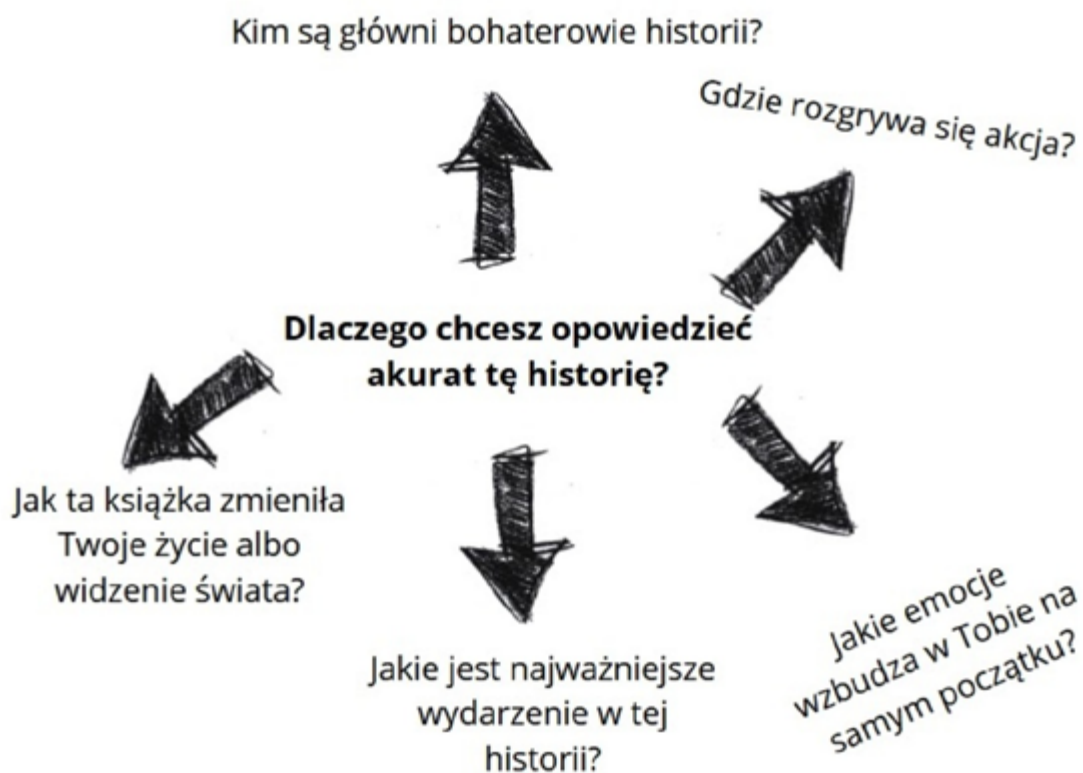 Kim są główni bohaterowie historii?
Gdzie rozgrywa się akcja?
Dlaczego chcesz opowiedzieć
akurat tę historię?
Jak ta książka zmieniła
Twoje życie albo
widzenie świata?
Jakie jest najważniejsze
wydarzenie w tej
historii?
Jakie emocje
wzbudza w Tobie na
samym początku?